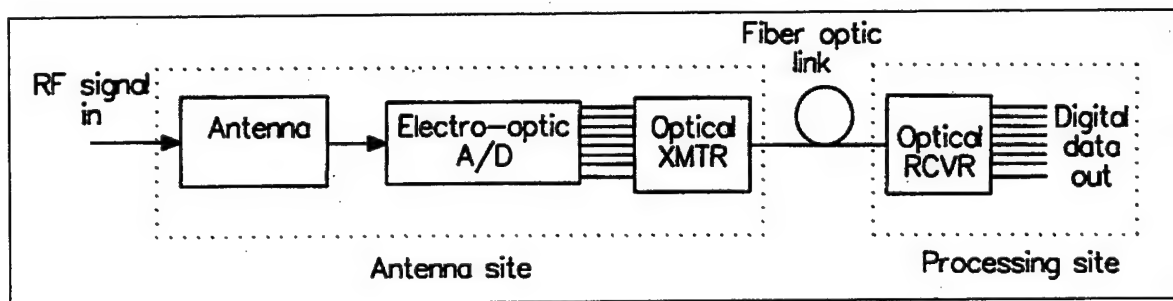 RF signal
in
Antenna
Electro-optic
A/D
Optical
XMTR
Fiber optic
link
Optical
RCVR
Digital
data
out
Antenna site
Processing site